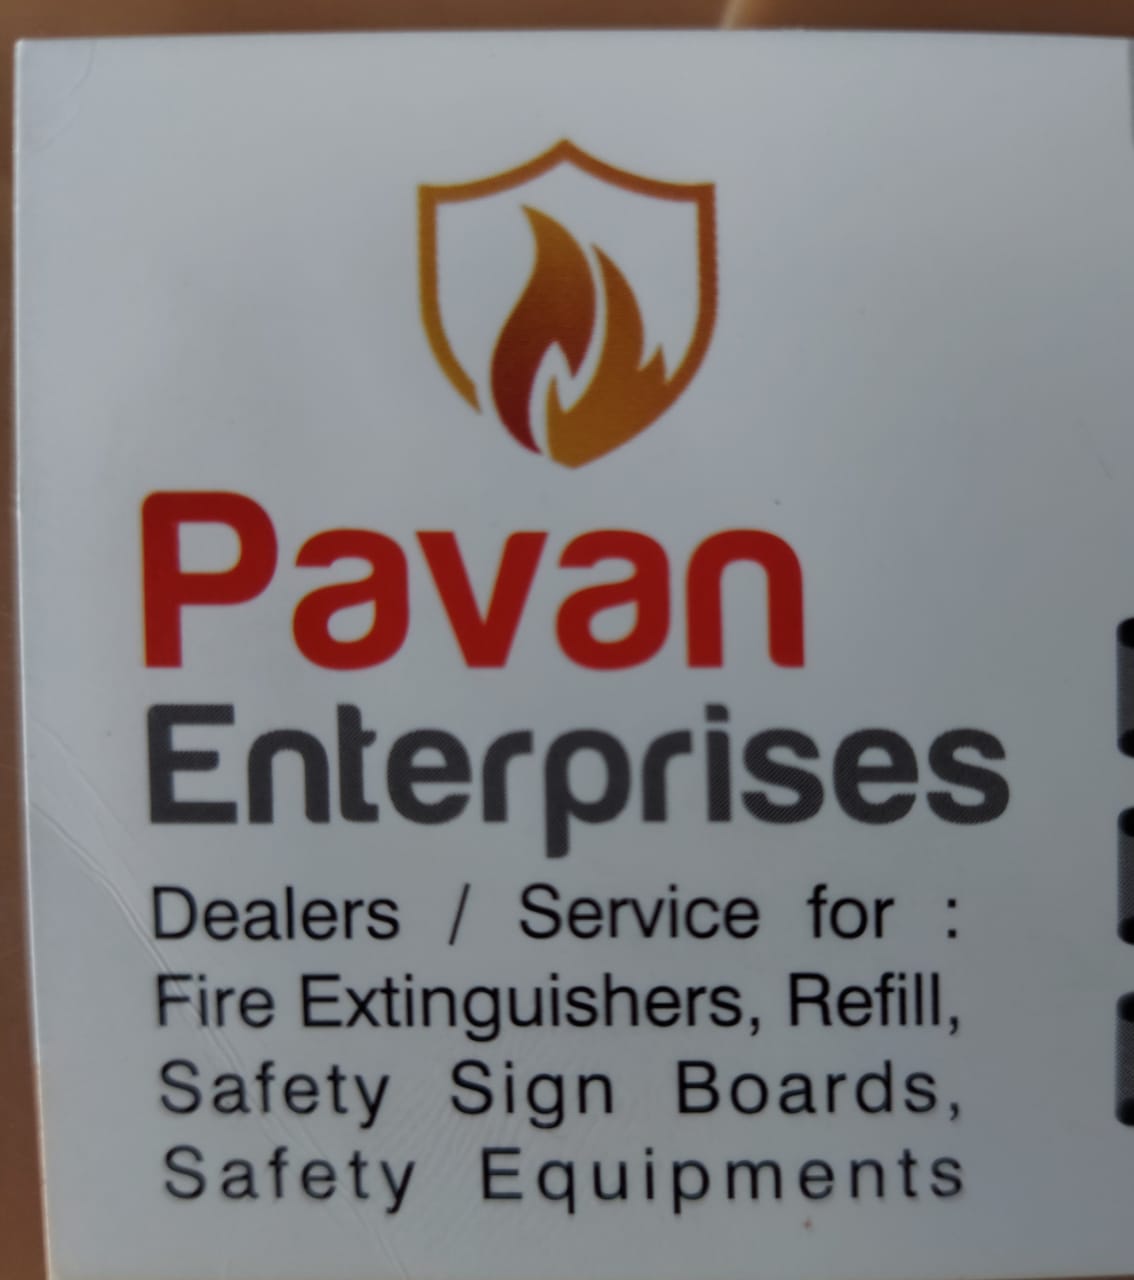 Pavan
Enterprises
Dealers / Service for :
Fire Extinguishers, Refill,
Safety Sign Boards,
Safety Equipments